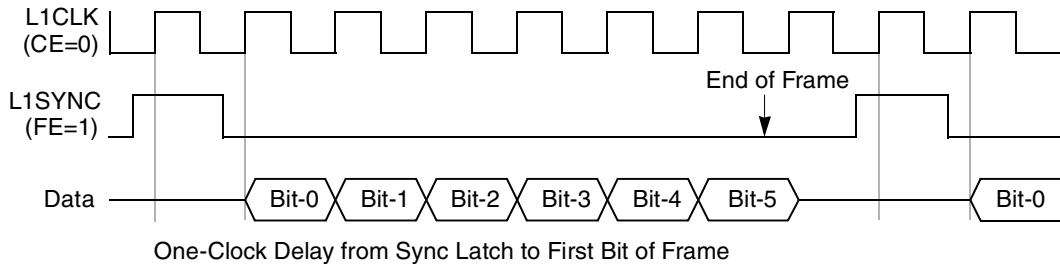 L1CLK
(CE=0)
End of Frame
L1SYNC
(FE=1)
Data
Bit-0
Bit-1
Bit-2
Bit-3
Bit-4
Bit-5
Bit-0
One-Clock Delay from Sync Latch to First Bit of Frame